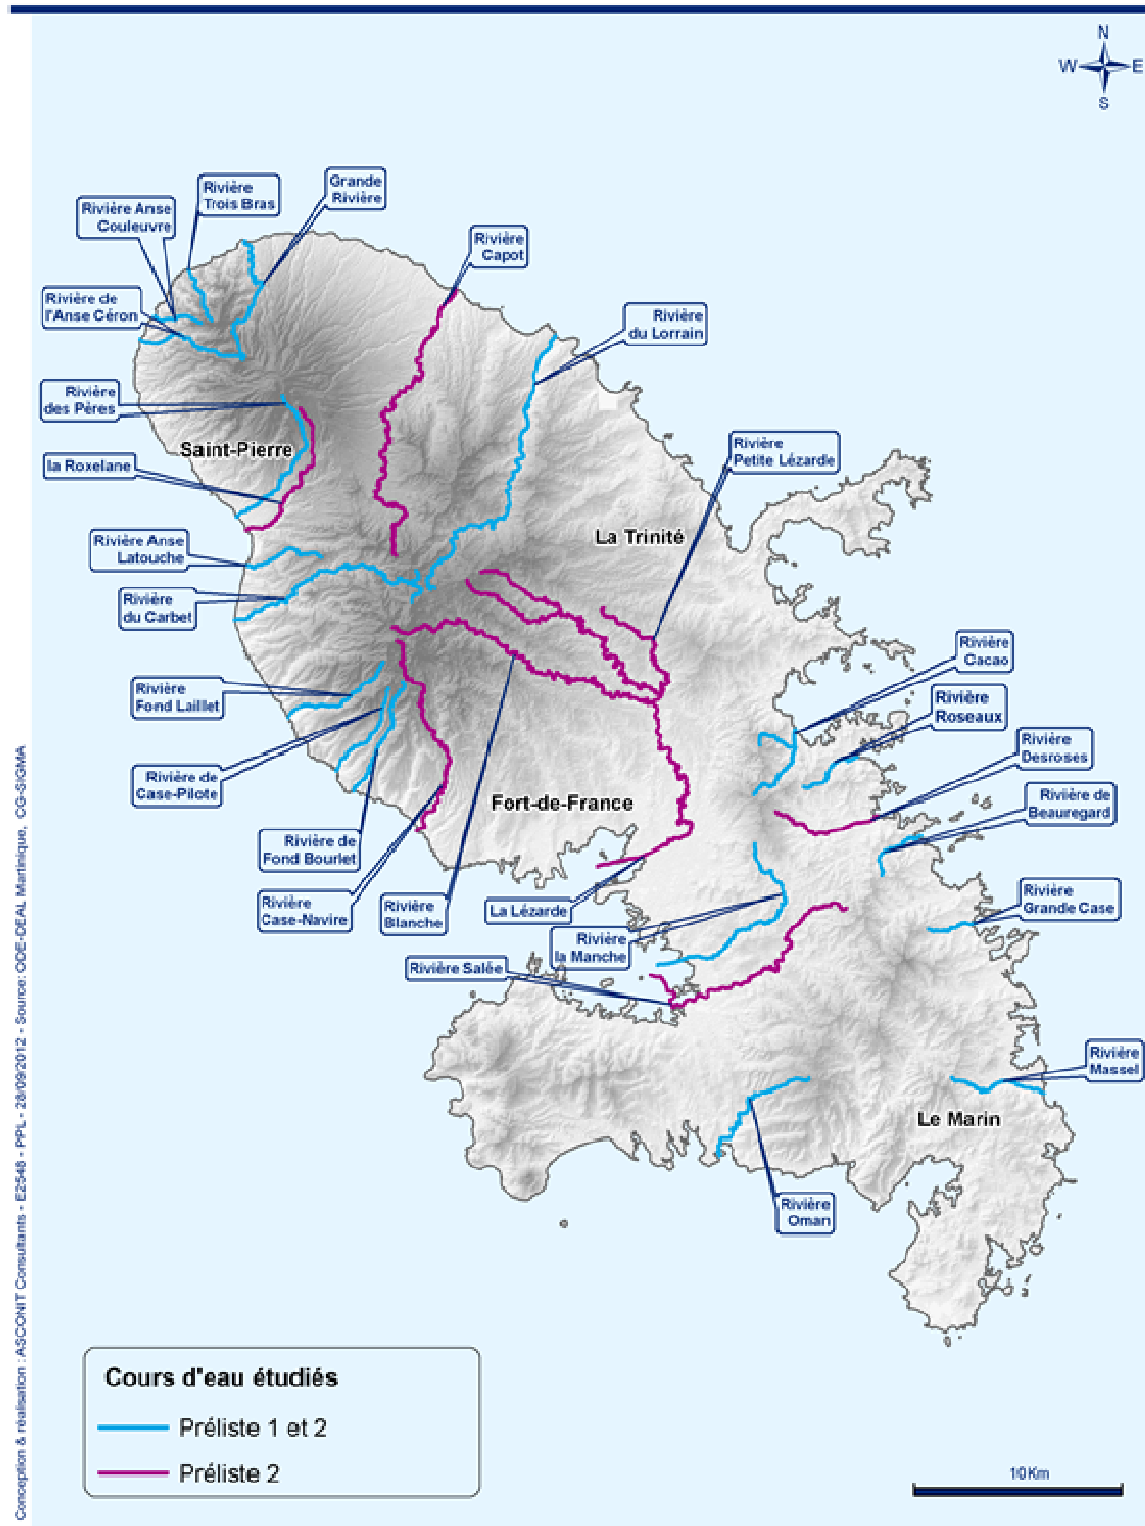 N
W
E
S
Rivière
Trois Bras
Grande
Rivière
Rivière Anse
Couleuvre
Rivière
Capot
Rivière de
l'Anse Céron
Rivière
du Lorrain
Rivière
des Pères
Saint-Pierre
Rivière
Petite Lézarde
la Roxelane
La Trinité
Rivière Anse
Latouche
Rivière
du Carbet
Rivière
Cacao
Rivière
Fond Laillet
Rivière
Roseaux
Rivière
Desroses
Rivière de
Case-Pilote
Rivière de
Beauregard
Fort-de-France
Rivière de
Fond Bourlet
Rivière
Case-Navire
Rivière
Blanche
La Lézarde
Rivière
Grande Case
Rivière
la Manche
Rivière Salée
Rivière
Massel
Le Marin
Rivière
Oman
Cours d'eau étudiés
Préliste 1 et 2
Préliste 2
10Km
Conception & réalisation : ASCONIT Consultants - E2546 - PPL - 28/09/2012 - Source: ODE-DEAL Martinique, CG-SIGMA